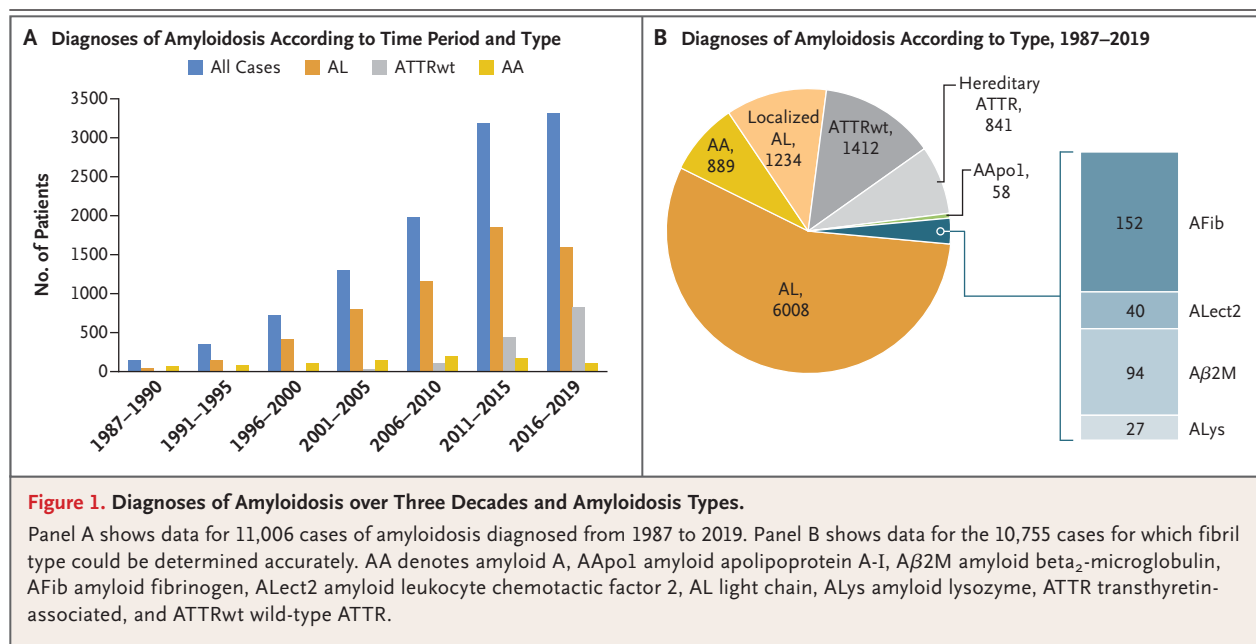 A Diagnoses of Amyloidosis According to Time Period and Type
All Cases AL ATTRwt AA
No. of Patients
3500
3000
2500
2000
1500
1000
500
0
1987–1990
1991–1995
1996–2000
2001–2005
2006–2010
2011–2015
2016–2019
B Diagnoses of Amyloidosis According to Type, 1987–2019
Hereditary
ATTR,
841
Localized
AL,
1234
ATTRwt,
1412
AA,
889
AApo1,
58
AL,
6008
152 AFib
40 ALect2
94 Aβ2M
27 ALys
Figure 1. Diagnoses of Amyloidosis over Three Decades and Amyloidosis Types.
Panel A shows data for 11,006 cases of amyloidosis diagnosed from 1987 to 2019. Panel B shows data for the 10,755 cases for which fibril
type could be determined accurately. AA denotes amyloid A, AApo1 amyloid apolipoprotein A-I, Aβ2M amyloid beta₂-microglobulin,
AFib amyloid fibrinogen, ALect2 amyloid leukocyte chemotactic factor 2, AL light chain, ALys amyloid lysozyme, ATTR transthyretin-
associated, and ATTRwt wild-type ATTR.